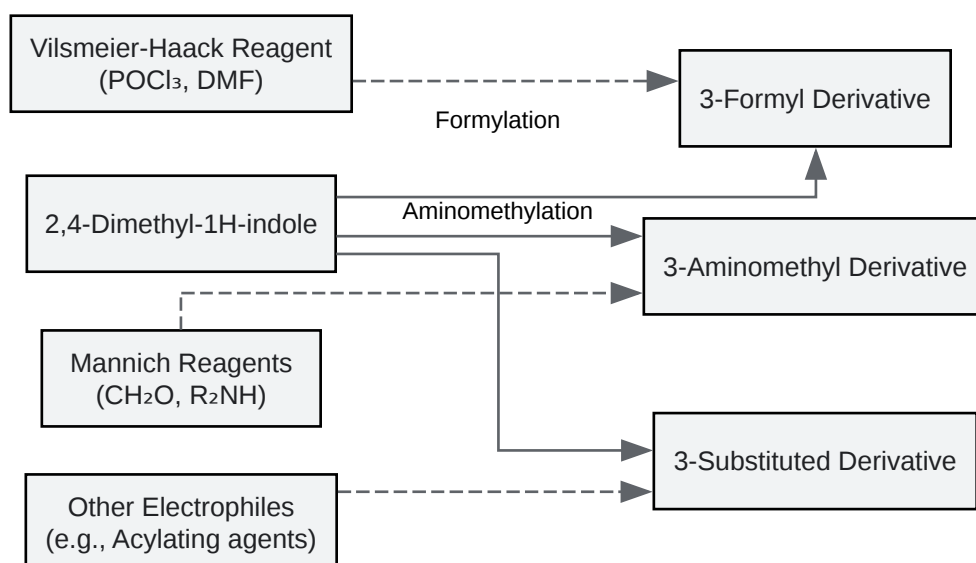 Vilsmeier-Haack Reagent
(POCl₃, DMF)
3-Formyl Derivative
Formylation
2,4-Dimethyl-1H-indole
Aminomethylation
3-Aminomethyl Derivative
Mannich Reagents
(CH₂O, R₂NH)
3-Substituted Derivative
Other Electrophiles
(e.g., Acylating agents)